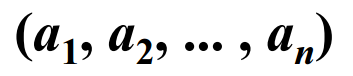 (a₁, a₂, ... , aₙ)